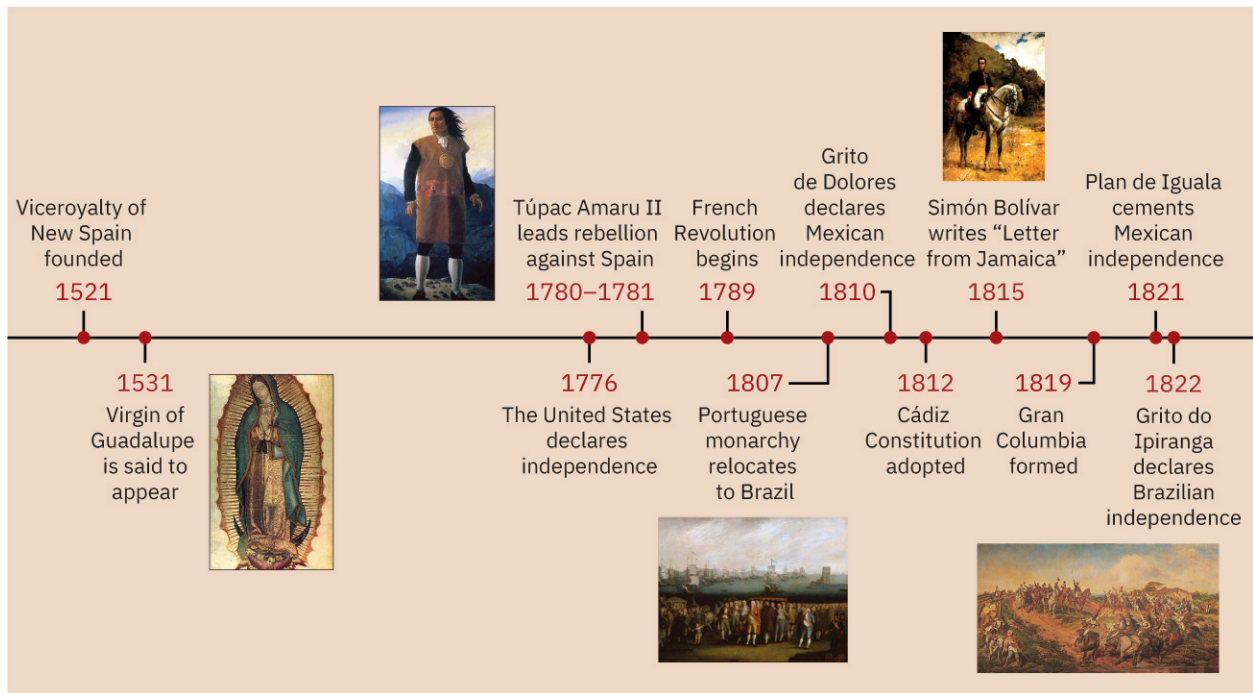 Viceroyalty of
New Spain
founded
1521
1531
Virgin of
Guadalupe
is said to
appear
1776
The United States
declares
independence
Túpac Amaru II
leads rebellion
against Spain
1780–1781
French
Revolution
begins
1789
1807
Portuguese
monarchy
relocates
to Brazil
Grito
de Dolores
declares
Mexican
independence
1810
1812
Cádiz
Constitution
adopted
Simón Bolívar
writes “Letter
from Jamaica”
1815
1819
Gran
Columbia
formed
Plan de Iguala
cements
Mexican
independence
1821
1822
Grito do
Ipiranga
declares
Brazilian
independence